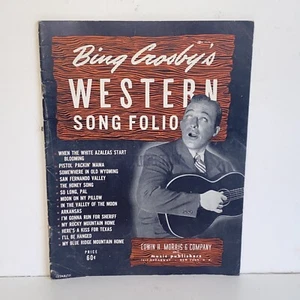 Bing Crosby's
WESTERN
SONG FOLIO
WHEN THE WHITE AZALEAS START
BLOOMING
PISTOL PACKIN' MAMA
SOMEWHERE IN OLD WYOMING
SAN FERNANDO VALLEY
THE HONEY SONG
SO LONG, PAL
MOON ON MY PILLOW
IN THE VALLEY OF THE MOON
ARKANSAS
I'M GONNA RUN FOR SHERIFF
MY ROCKY MOUNTAIN HOME
HERE'S A KISS FOR TEXAS
I'LL BE HANGED
MY BLUE RIDGE MOUNTAIN HOME
PRICE
60¢
EDWIN H. MORRIS & COMPANY
INC.
music publishers
NEW YORK, N. Y.